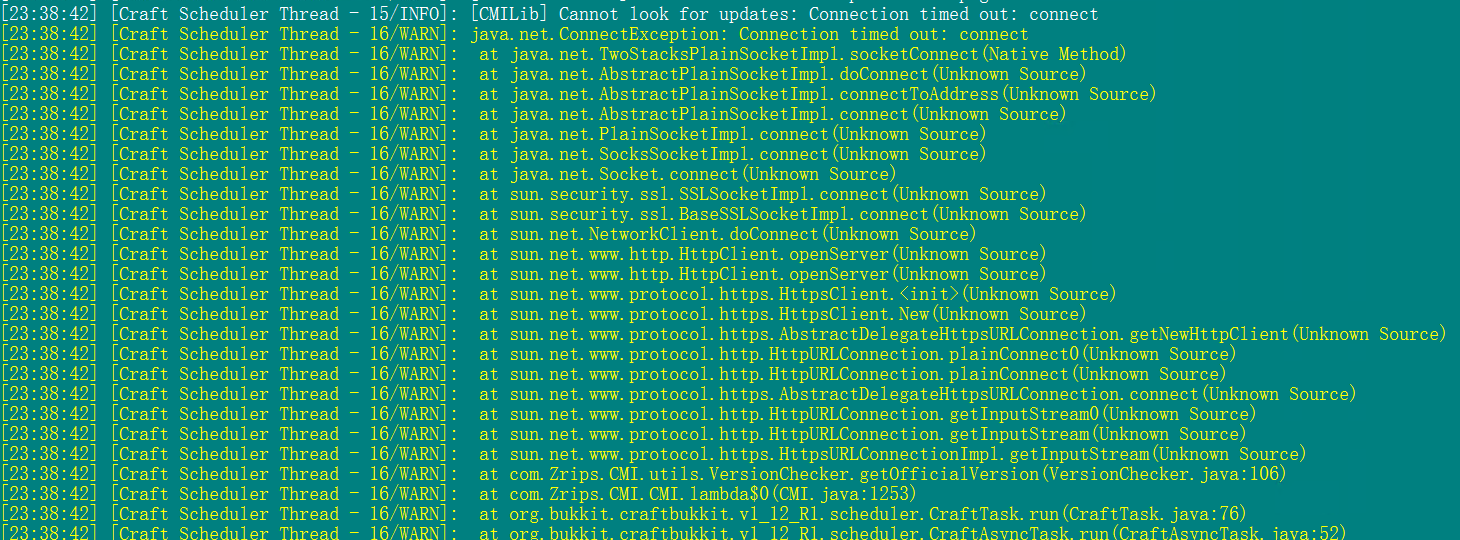 [23:38:42] [Craft Scheduler Thread - 15/INFO]: [CMILib] Cannot look for updates: Connection timed out: connect
[23:38:42] [Craft Scheduler Thread - 16/WARN]: java.net.ConnectException: Connection timed out: connect
[23:38:42] [Craft Scheduler Thread - 16/WARN]:  at java.net.TwoStacksPlainSocketImpl.socketConnect(Native Method)
[23:38:42] [Craft Scheduler Thread - 16/WARN]:  at java.net.AbstractPlainSocketImpl.doConnect(Unknown Source)
[23:38:42] [Craft Scheduler Thread - 16/WARN]:  at java.net.AbstractPlainSocketImpl.connectToAddress(Unknown Source)
[23:38:42] [Craft Scheduler Thread - 16/WARN]:  at java.net.AbstractPlainSocketImpl.connect(Unknown Source)
[23:38:42] [Craft Scheduler Thread - 16/WARN]:  at java.net.PlainSocketImpl.connect(Unknown Source)
[23:38:42] [Craft Scheduler Thread - 16/WARN]:  at java.net.SocksSocketImpl.connect(Unknown Source)
[23:38:42] [Craft Scheduler Thread - 16/WARN]:  at java.net.Socket.connect(Unknown Source)
[23:38:42] [Craft Scheduler Thread - 16/WARN]:  at sun.security.ssl.SSLSocketImpl.connect(Unknown Source)
[23:38:42] [Craft Scheduler Thread - 16/WARN]:  at sun.security.ssl.BaseSSLSocketImpl.connect(Unknown Source)
[23:38:42] [Craft Scheduler Thread - 16/WARN]:  at sun.net.NetworkClient.doConnect(Unknown Source)
[23:38:42] [Craft Scheduler Thread - 16/WARN]:  at sun.net.www.http.HttpClient.openServer(Unknown Source)
[23:38:42] [Craft Scheduler Thread - 16/WARN]:  at sun.net.www.http.HttpClient.openServer(Unknown Source)
[23:38:42] [Craft Scheduler Thread - 16/WARN]:  at sun.net.www.protocol.https.HttpsClient.<init>(Unknown Source)
[23:38:42] [Craft Scheduler Thread - 16/WARN]:  at sun.net.www.protocol.https.HttpsClient.New(Unknown Source)
[23:38:42] [Craft Scheduler Thread - 16/WARN]:  at sun.net.www.protocol.https.AbstractDelegateHttpsURLConnection.getNewHttpClient(Unknown Source)
[23:38:42] [Craft Scheduler Thread - 16/WARN]:  at sun.net.www.protocol.http.HttpURLConnection.plainConnect0(Unknown Source)
[23:38:42] [Craft Scheduler Thread - 16/WARN]:  at sun.net.www.protocol.http.HttpURLConnection.plainConnect(Unknown Source)
[23:38:42] [Craft Scheduler Thread - 16/WARN]:  at sun.net.www.protocol.https.AbstractDelegateHttpsURLConnection.connect(Unknown Source)
[23:38:42] [Craft Scheduler Thread - 16/WARN]:  at sun.net.www.protocol.http.HttpURLConnection.getInputStream0(Unknown Source)
[23:38:42] [Craft Scheduler Thread - 16/WARN]:  at sun.net.www.protocol.http.HttpURLConnection.getInputStream(Unknown Source)
[23:38:42] [Craft Scheduler Thread - 16/WARN]:  at sun.net.www.protocol.https.HttpsURLConnectionImpl.getInputStream(Unknown Source)
[23:38:42] [Craft Scheduler Thread - 16/WARN]:  at com.Zrips.CMI.utils.VersionChecker.getOfficialVersion(VersionChecker.java:106)
[23:38:42] [Craft Scheduler Thread - 16/WARN]:  at com.Zrips.CMI.CMI.lambda$0(CMI.java:1253)
[23:38:42] [Craft Scheduler Thread - 16/WARN]:  at org.bukkit.craftbukkit.v1_12_R1.scheduler.CraftTask.run(CraftTask.java:76)
[23:38:42] [Craft Scheduler Thread - 16/WARN]:  at org.bukkit.craftbukkit.v1_12_R1.scheduler.CraftAsyncTask.run(CraftAsyncTask.java:52)